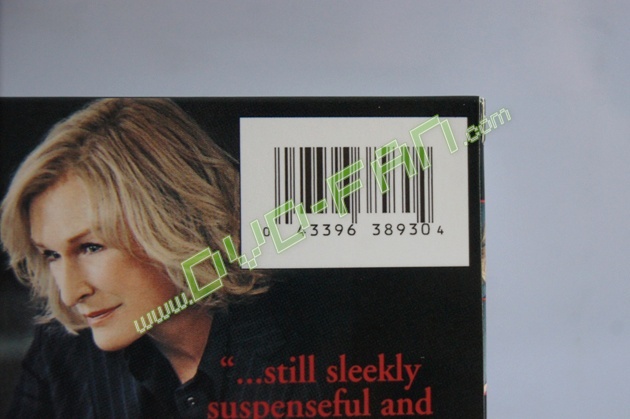 0 43396 38930 4
www.DVD-FAN.com
"...still sleekly
suspenseful and